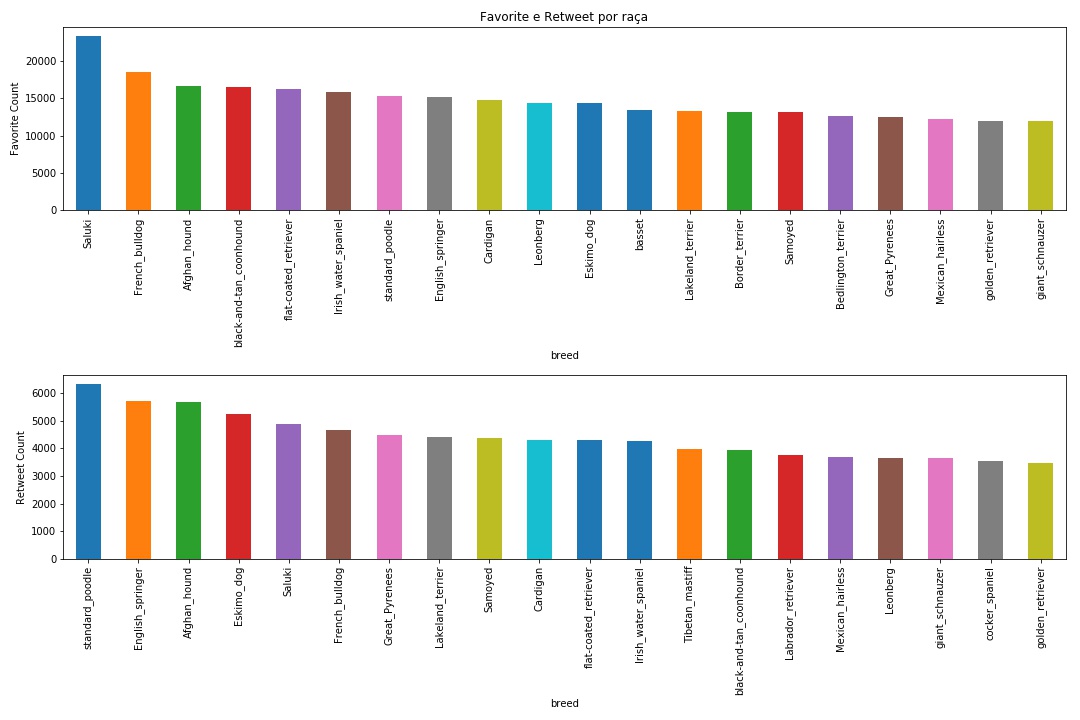 Favorite e Retweet por raça
Favorite Count
20000
15000
10000
5000
0
Saluki
French_bulldog
Afghan_hound
black-and-tan_coonhound
flat-coated_retriever
Irish_water_spaniel
standard_poodle
English_springer
Cardigan
Leonberg
Eskimo_dog
basset
Lakeland_terrier
Border_terrier
Samoyed
Bedlington_terrier
Great_Pyrenees
Mexican_hairless
golden_retriever
giant_schnauzer
breed
Retweet Count
6000
5000
4000
3000
2000
1000
0
standard_poodle
English_springer
Afghan_hound
Eskimo_dog
Saluki
French_bulldog
Great_Pyrenees
Lakeland_terrier
Samoyed
Cardigan
flat-coated_retriever
Irish_water_spaniel
Tibetan_mastiff
black-and-tan_coonhound
Labrador_retriever
Mexican_hairless
Leonberg
giant_schnauzer
cocker_spaniel
golden_retriever
breed